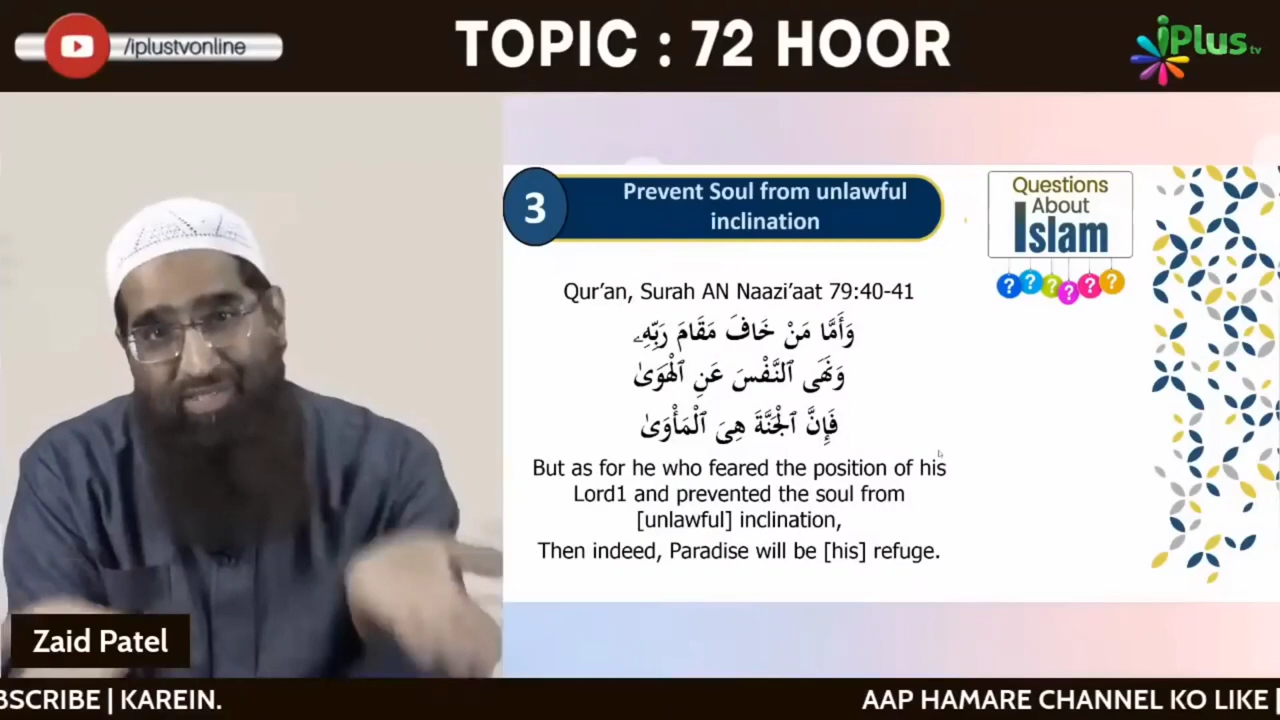 /iplustvonline
TOPIC : 72 HOOR
iPlus tv
3
Prevent Soul from unlawful
inclination
Questions
About
Islam
? ? ? ? ? ?
Qur’an, Surah AN Naazi’aat 79:40-41
وَأَمَّا مَنْ خَافَ مَقَامَ رَبِّهِۦ
وَنَهَى ٱلنَّفْسَ عَنِ ٱلْهَوَىٰ
فَإِنَّ ٱلْجَنَّةَ هِىَ ٱلْمَأْوَىٰ
But as for he who feared the position of his
Lord1 and prevented the soul from
[unlawful] inclination,
Then indeed, Paradise will be [his] refuge.
Zaid Patel
BSCRIBE | KAREIN.
AAP HAMARE CHANNEL KO LIKE |